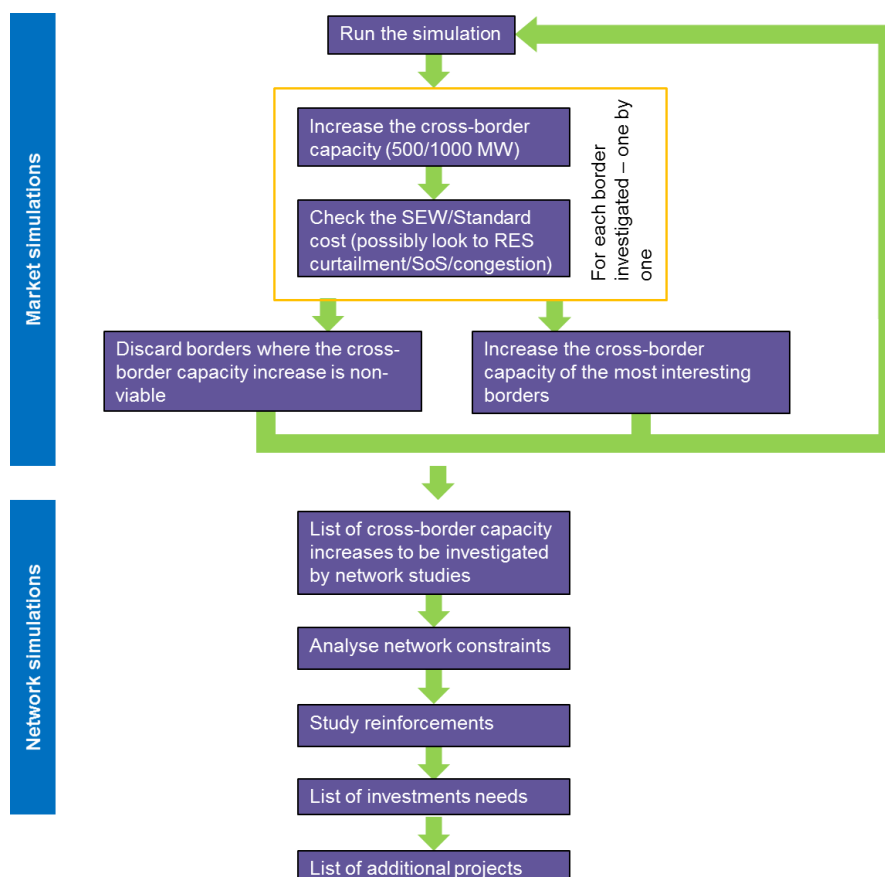 Market simulations
Run the simulation
Increase the cross-border
capacity (500/1000 MW)
Check the SEW/Standard
cost (possibly look to RES
curtailment/SoS/congestion)
For each border
investigated – one by
one
Discard borders where the cross-
border capacity increase is non-
viable
Increase the cross-border
capacity of the most interesting
borders
Network simulations
List of cross-border capacity
increases to be investigated
by network studies
Analyse network constraints
Study reinforcements
List of investments needs
List of additional projects